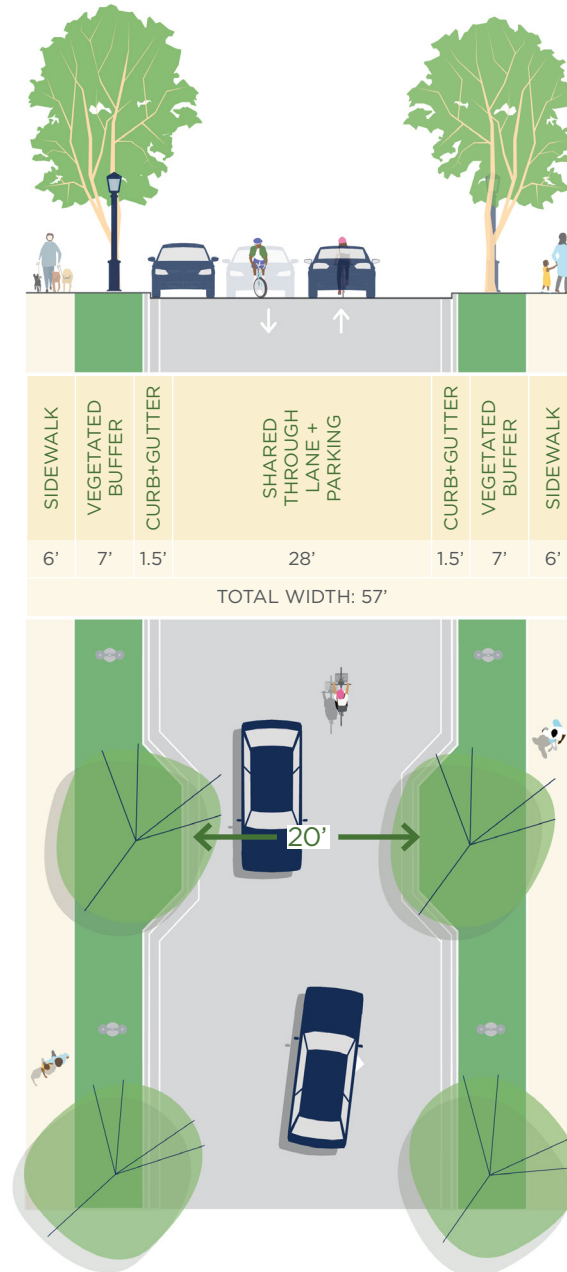 SIDEWALK
VEGETATED
BUFFER
CURB+GUTTER
SHARED
THROUGH
LANE +
PARKING
CURB+GUTTER
VEGETATED
BUFFER
SIDEWALK
6’ 7’ 1.5’ 28’ 1.5’ 7’ 6’
TOTAL WIDTH: 57’
20’